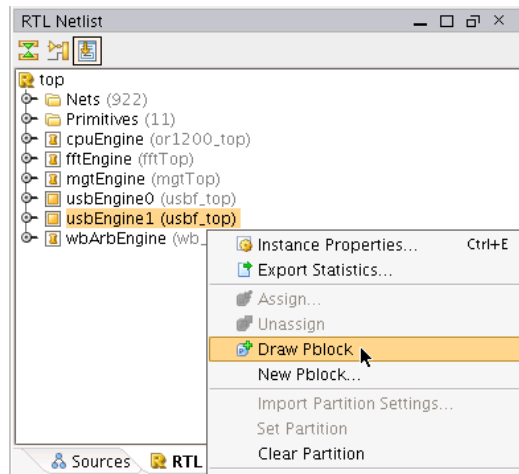 RTL Netlist
top
Nets (922)
Primitives (11)
cpuEngine (or1200_top)
fftEngine (fftTop)
mgtEngine (mgtTop)
usbEngine0 (usbf_top)
usbEngine1 (usbf_top)
wbArbEngine (wb_
Instance Properties... Ctrl+E
Export Statistics...
Assign...
Unassign
Draw Pblock
New Pblock...
Import Partition Settings...
Set Partition
Clear Partition
Sources RTL